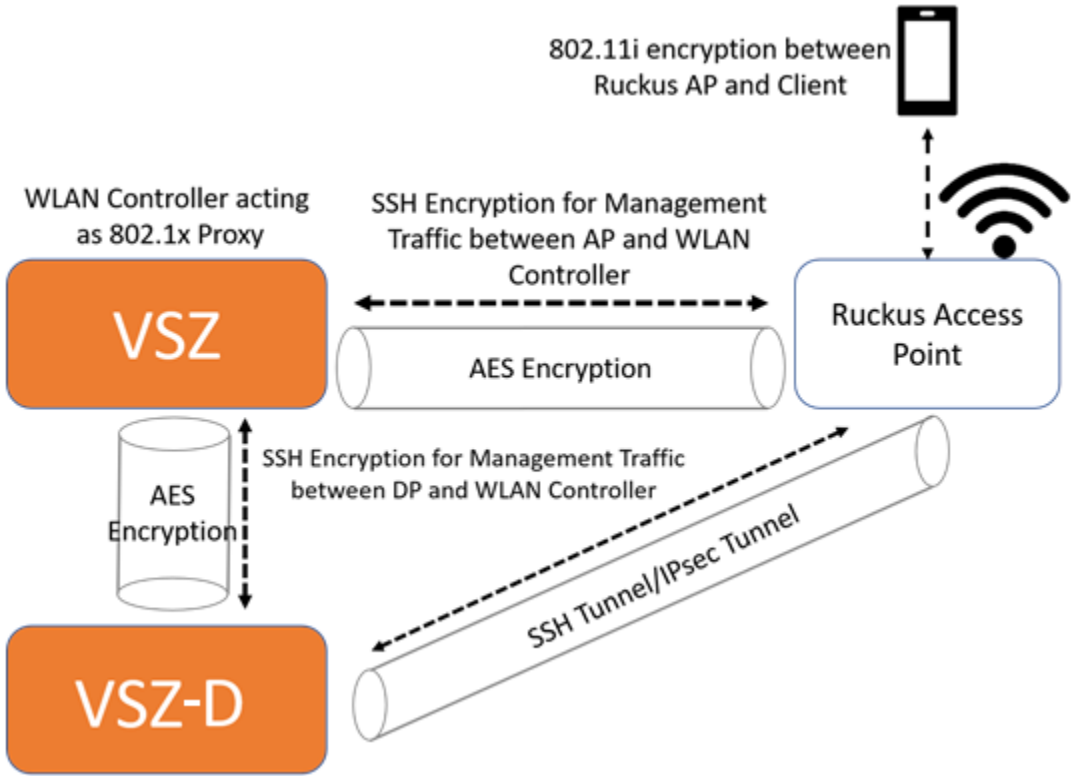 802.11i encryption between
Ruckus AP and Client
WLAN Controller acting
as 802.1x Proxy
SSH Encryption for Management
Traffic between AP and WLAN
Controller
VSZ
AES Encryption
Ruckus Access
Point
SSH Encryption for Management Traffic
between DP and WLAN Controller
AES
Encryption
SSH Tunnel/IPsec Tunnel
VSZ-D